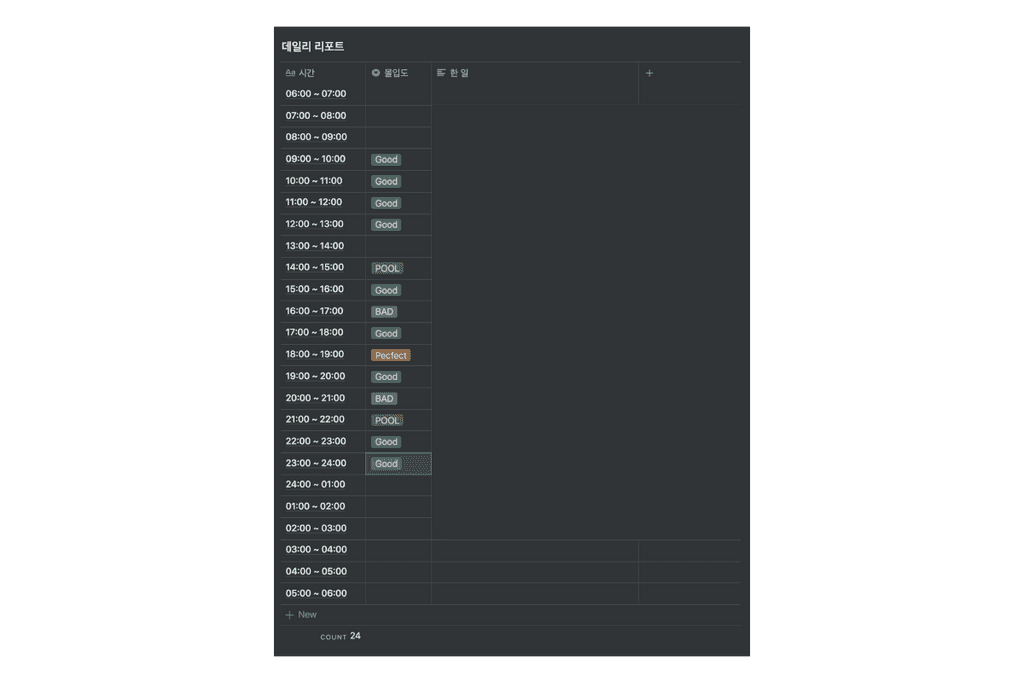 데일리 리포트
Aa 시간 몰입도 한 일 +
06:00 ~ 07:00
07:00 ~ 08:00
08:00 ~ 09:00
09:00 ~ 10:00 Good
10:00 ~ 11:00 Good
11:00 ~ 12:00 Good
12:00 ~ 13:00 Good
13:00 ~ 14:00
14:00 ~ 15:00 POOL
15:00 ~ 16:00 Good
16:00 ~ 17:00 BAD
17:00 ~ 18:00 Good
18:00 ~ 19:00 Pecfect
19:00 ~ 20:00 Good
20:00 ~ 21:00 BAD
21:00 ~ 22:00 POOL
22:00 ~ 23:00 Good
23:00 ~ 24:00 Good
24:00 ~ 01:00
01:00 ~ 02:00
02:00 ~ 03:00
03:00 ~ 04:00
04:00 ~ 05:00
05:00 ~ 06:00
+ New
COUNT 24